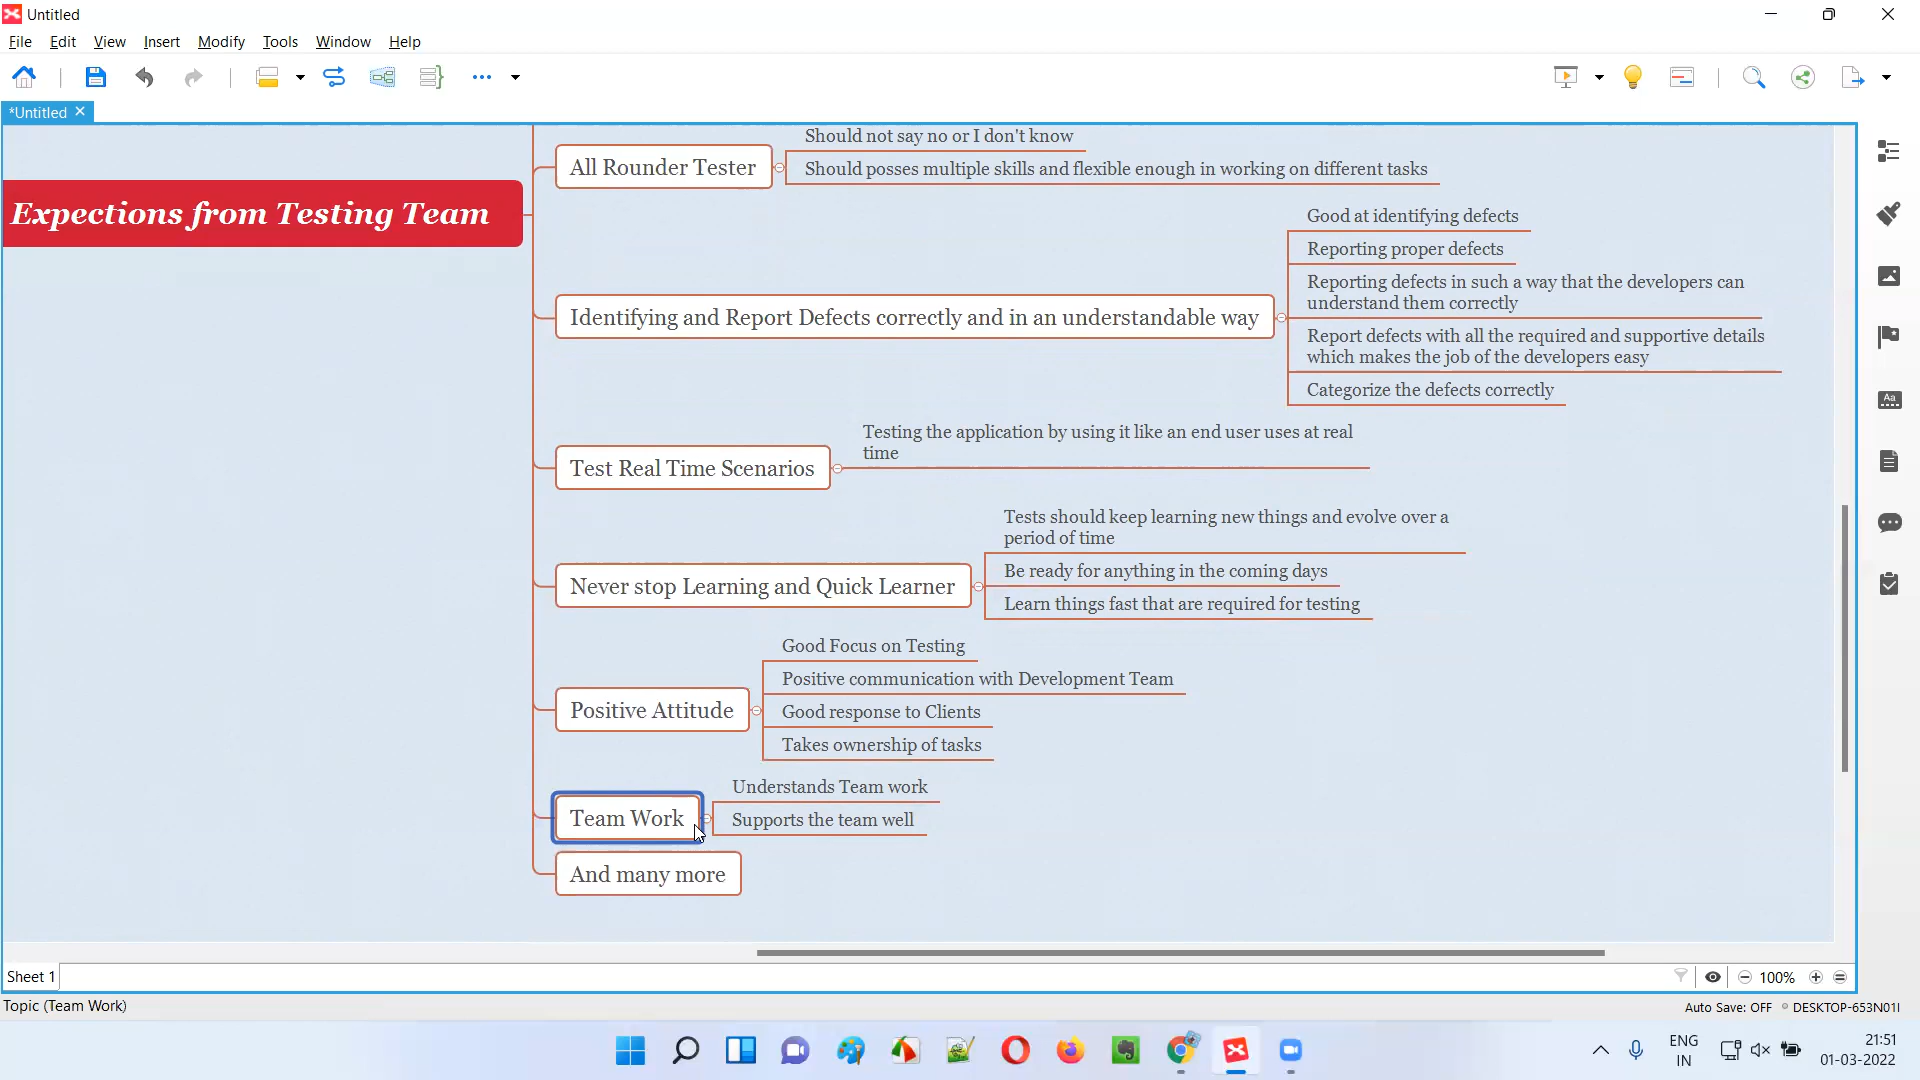 Untitled
File Edit View Insert Modify Tools Window Help
*Untitled
Should not say no or I don't know
All Rounder Tester
Should posses multiple skills and flexible enough in working on different tasks
Expections from Testing Team
Good at identifying defects
Reporting proper defects
Reporting defects in such a way that the developers can
understand them correctly
Identifying and Report Defects correctly and in an understandable way
Report defects with all the required and supportive details
which makes the job of the developers easy
Categorize the defects correctly
Testing the application by using it like an end user uses at real
time
Test Real Time Scenarios
Tests should keep learning new things and evolve over a
period of time
Never stop Learning and Quick Learner
Be ready for anything in the coming days
Learn things fast that are required for testing
Good Focus on Testing
Positive communication with Development Team
Positive Attitude
Good response to Clients
Takes ownership of tasks
Understands Team work
Team Work
Supports the team well
And many more
Sheet 1
100%
Topic (Team Work)
Auto Save: OFF
DESKTOP-653N01I
ENG
IN
21:51
01-03-2022
Aa